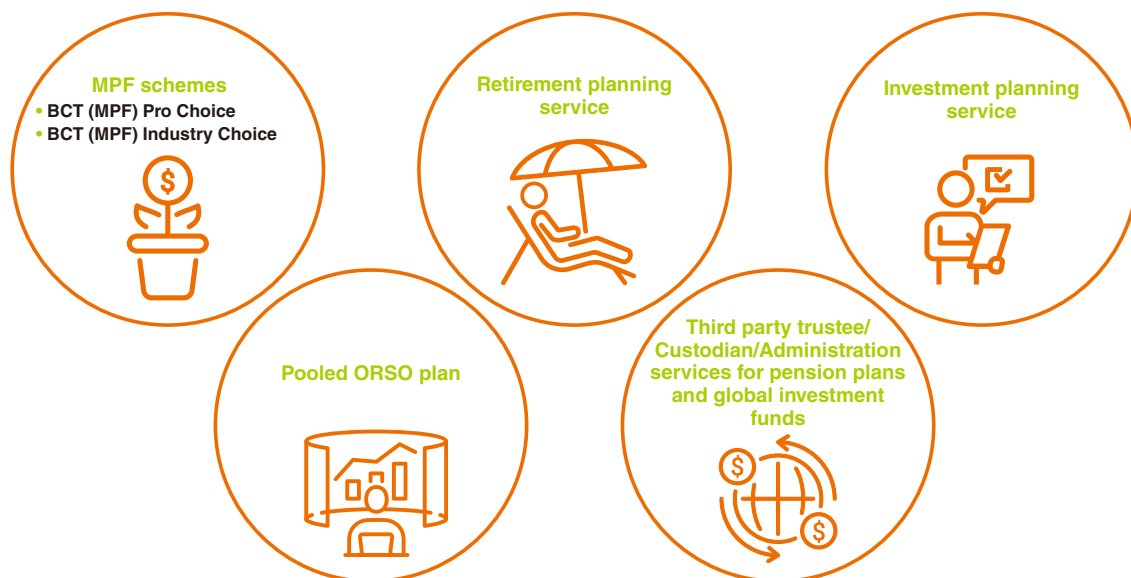 MPF schemes
• BCT (MPF) Pro Choice
• BCT (MPF) Industry Choice
$
Retirement planning
service
Investment planning
service
Pooled ORSO plan
Third party trustee/
Custodian/Administration
services for pension plans
and global investment
funds
$
$